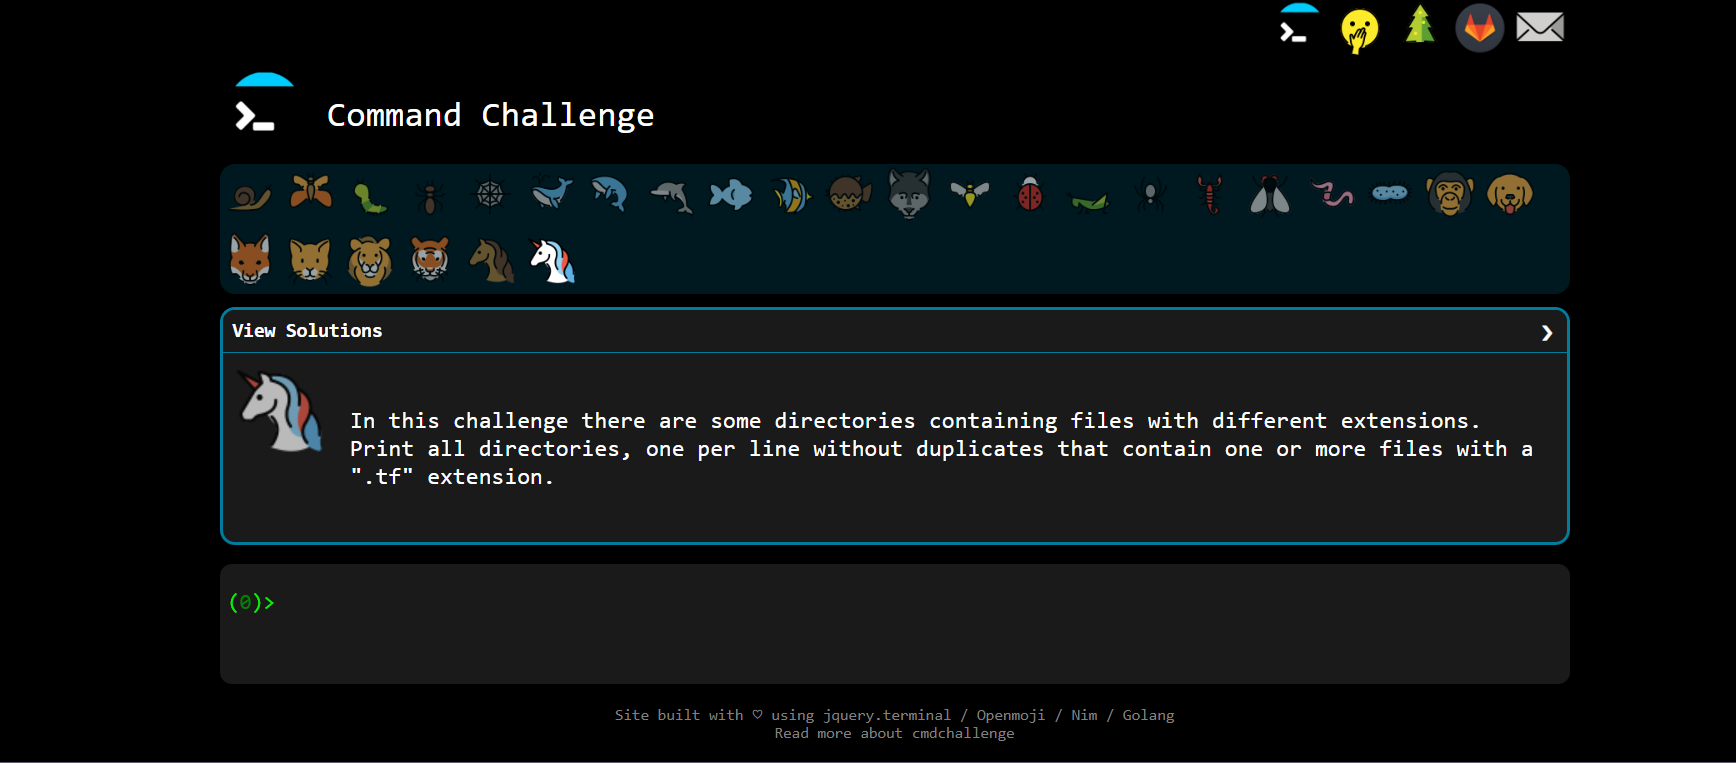 Command Challenge
View Solutions
In this challenge there are some directories containing files with different extensions.
Print all directories, one per line without duplicates that contain one or more files with a
".tf" extension.
(0)>
Site built with ♡ using jquery.terminal / Openmoji / Nim / Golang
Read more about cmdchallenge